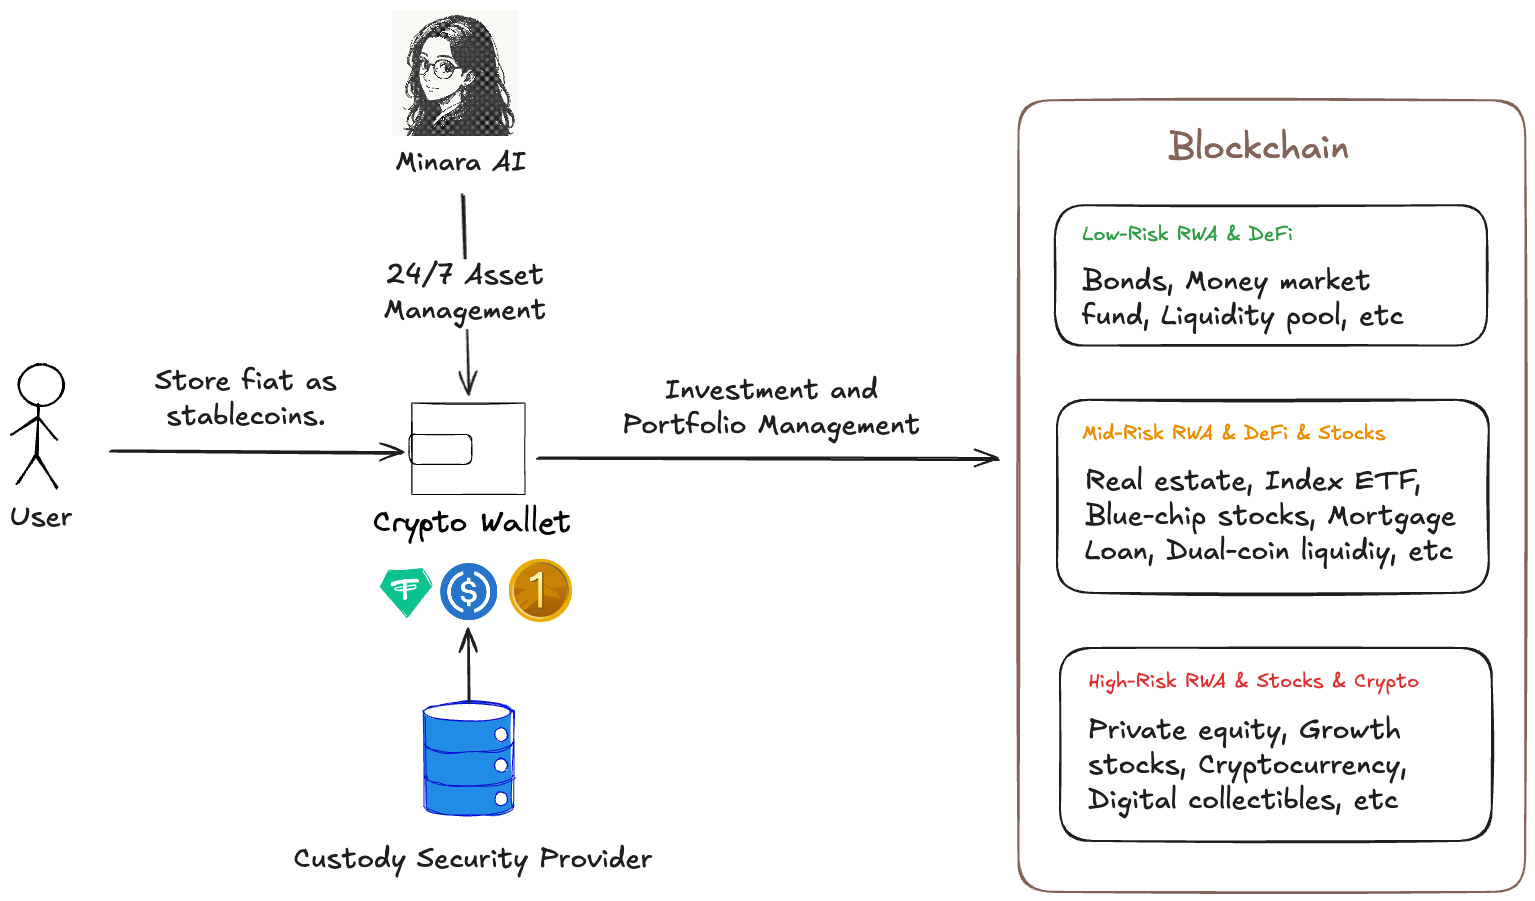 Minara AI
24/7 Asset
Management
Store fiat as
stablecoins.
User
Crypto Wallet
$
1
Custody Security Provider
Investment and
Portfolio Management
Blockchain
Low-Risk RWA & DeFi
Bonds, Money market
fund, Liquidity pool, etc
Mid-Risk RWA & DeFi & Stocks
Real estate, Index ETF,
Blue-chip stocks, Mortgage
Loan, Dual-coin liquidiy, etc
High-Risk RWA & Stocks & Crypto
Private equity, Growth
stocks, Cryptocurrency,
Digital collectibles, etc